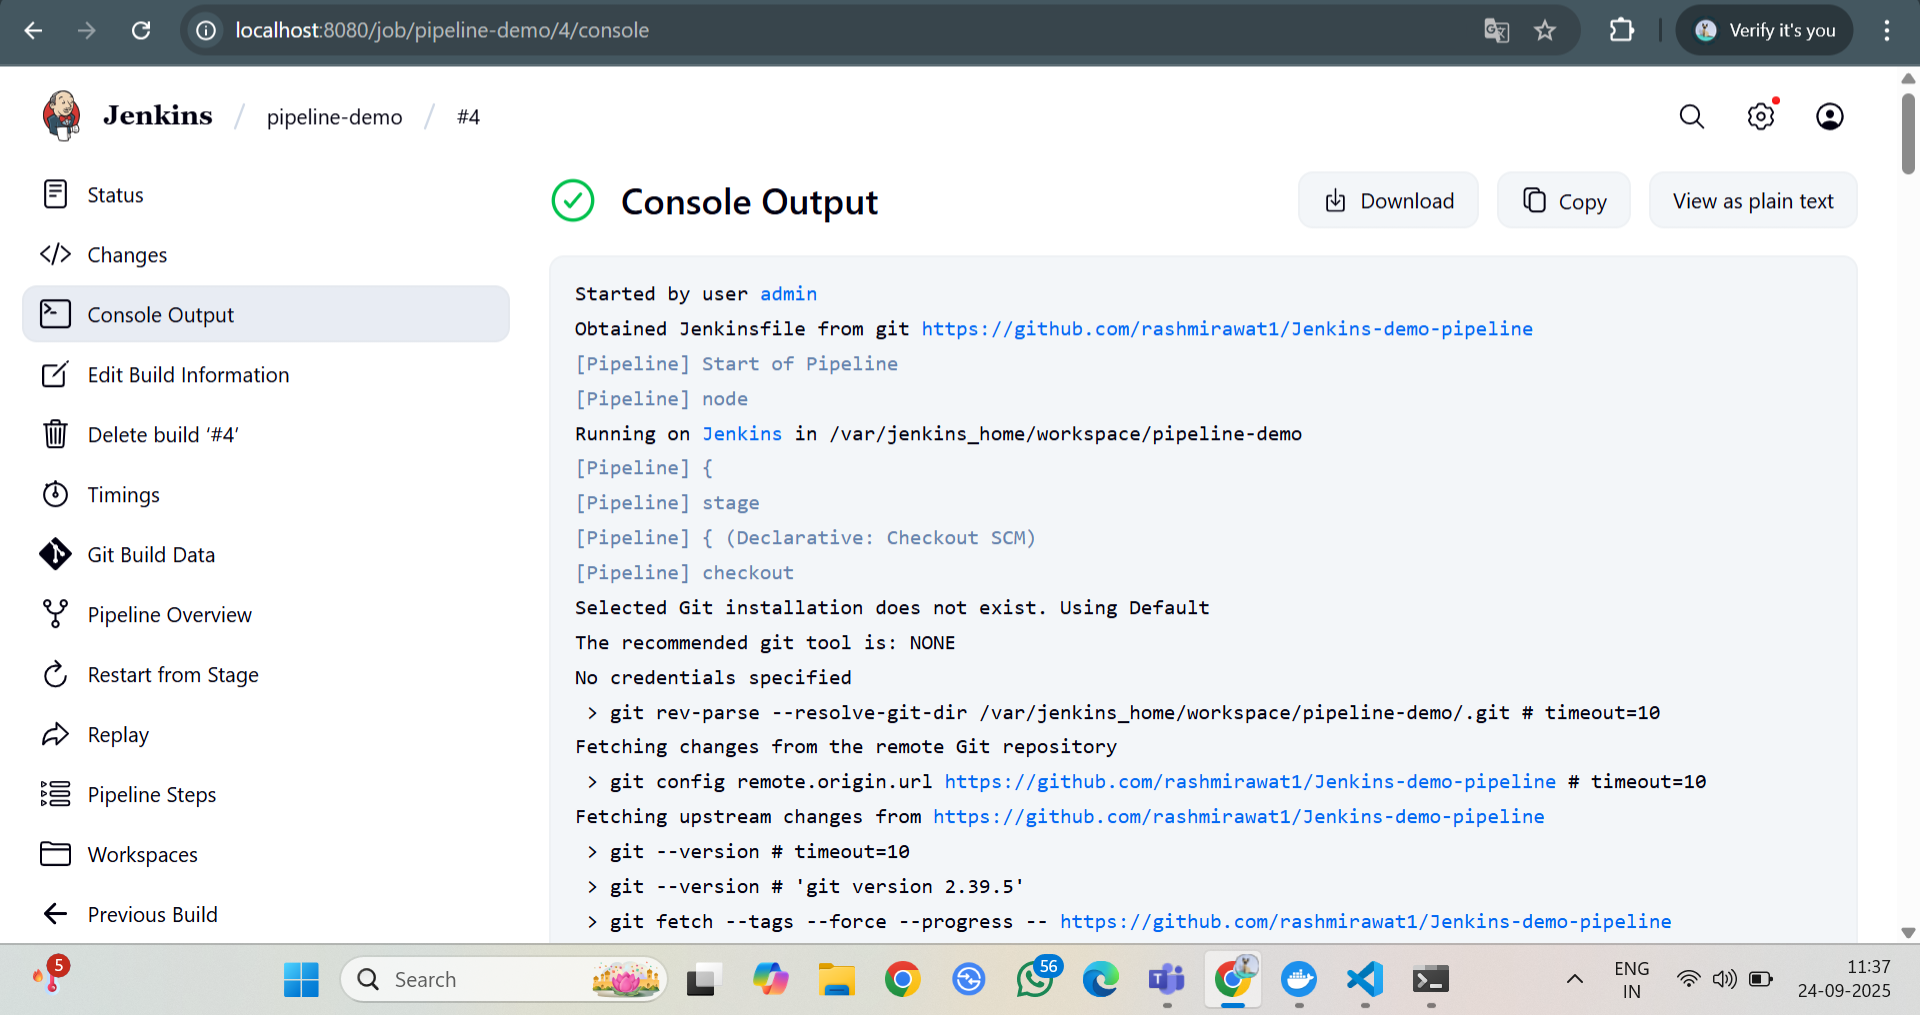 localhost:8080/job/pipeline-demo/4/console
Verify it's you
Jenkins / pipeline-demo / #4
Status
Changes
Console Output
Edit Build Information
Delete build ‘#4’
Timings
Git Build Data
Pipeline Overview
Restart from Stage
Replay
Pipeline Steps
Workspaces
Previous Build
Console Output
Download
Copy
View as plain text
Started by user admin
Obtained Jenkinsfile from git https://github.com/rashmirawat1/Jenkins-demo-pipeline
[Pipeline] Start of Pipeline
[Pipeline] node
Running on Jenkins in /var/jenkins_home/workspace/pipeline-demo
[Pipeline] {
[Pipeline] stage
[Pipeline] { (Declarative: Checkout SCM)
[Pipeline] checkout
Selected Git installation does not exist. Using Default
The recommended git tool is: NONE
No credentials specified
> git rev-parse --resolve-git-dir /var/jenkins_home/workspace/pipeline-demo/.git # timeout=10
Fetching changes from the remote Git repository
> git config remote.origin.url https://github.com/rashmirawat1/Jenkins-demo-pipeline # timeout=10
Fetching upstream changes from https://github.com/rashmirawat1/Jenkins-demo-pipeline
> git --version # timeout=10
> git --version # 'git version 2.39.5'
> git fetch --tags --force --progress -- https://github.com/rashmirawat1/Jenkins-demo-pipeline
5
Search
56
ENG
IN
11:37
24-09-2025